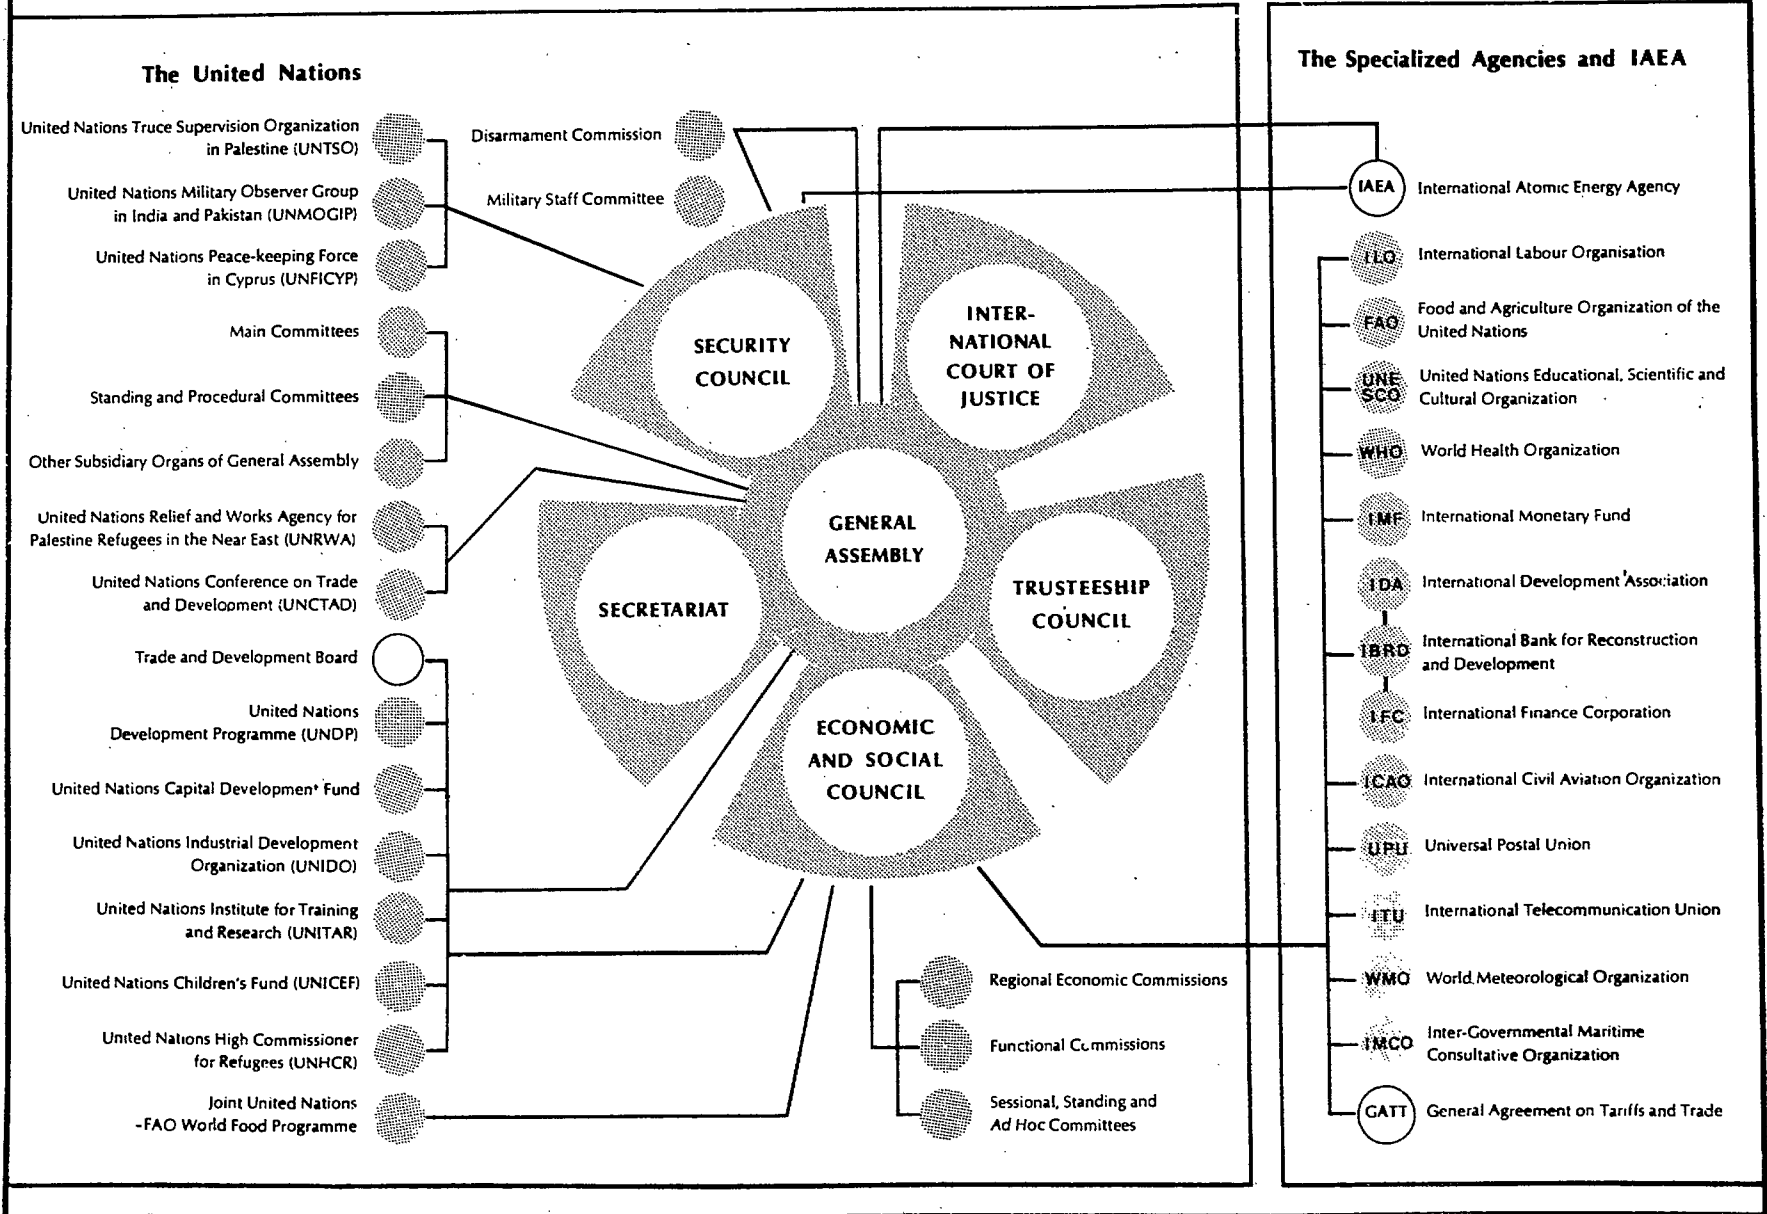 The United Nations
United Nations Truce Supervision Organization
in Palestine (UNTSO)
United Nations Military Observer Group
in India and Pakistan (UNMOGIP)
United Nations Peace-keeping Force
in Cyprus (UNFICYP)
Main Committees
Standing and Procedural Committees
Other Subsidiary Organs of General Assembly
United Nations Relief and Works Agency for
Palestine Refugees in the Near East (UNRWA)
United Nations Conference on Trade
and Development (UNCTAD)
Trade and Development Board
United Nations
Development Programme (UNDP)
United Nations Capital Development Fund
United Nations Industrial Development
Organization (UNIDO)
United Nations Institute for Training
and Research (UNITAR)
United Nations Children's Fund (UNICEF)
United Nations High Commissioner
for Refugees (UNHCR)
Joint United Nations
-FAO World Food Programme
Disarmament Commission
Military Staff Committee
SECURITY
COUNCIL
INTER-
NATIONAL
COURT OF
JUSTICE
GENERAL
ASSEMBLY
SECRETARIAT
TRUSTEESHIP
COUNCIL
ECONOMIC
AND SOCIAL
COUNCIL
Regional Economic Commissions
Functional Commissions
Sessional, Standing and
Ad Hoc Committees
The Specialized Agencies and IAEA
IAEA International Atomic Energy Agency
ILO International Labour Organisation
FAO Food and Agriculture Organization of the
United Nations
UNE
SCO
United Nations Educational, Scientific and
Cultural Organization
WHO World Health Organization
IMF International Monetary Fund
IDA International Development Association
IBRD International Bank for Reconstruction
and Development
IFC International Finance Corporation
ICAO International Civil Aviation Organization
UPU Universal Postal Union
ITU International Telecommunication Union
WMO World Meteorological Organization
IMCO Inter-Governmental Maritime
Consultative Organization
GATT General Agreement on Tariffs and Trade